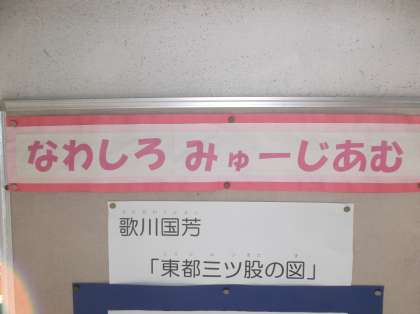 なわしろ みゅーじあむ
歌川国芳
「東都三ツ股の図」